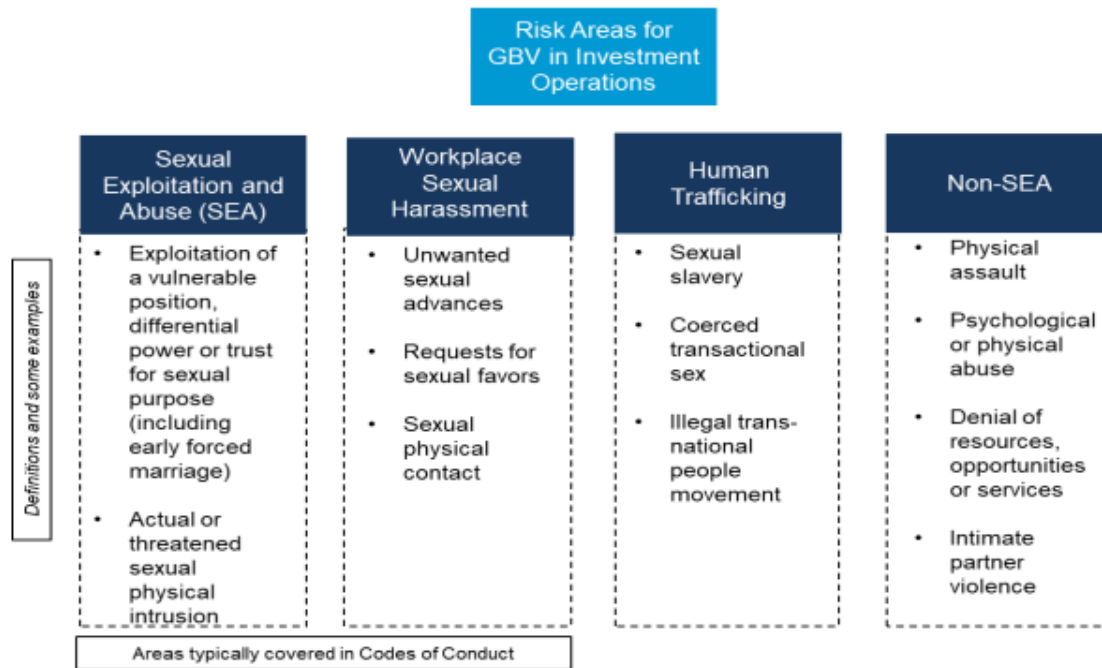 Risk Areas for
GBV in Investment
Operations
Sexual
Exploitation and
Abuse (SEA)
Workplace
Sexual
Harassment
Human
Trafficking
Non-SEA
Definitions and some examples
• Exploitation of
a vulnerable
position,
differential
power or trust
for sexual
purpose
(including
early forced
marriage)
• Actual or
threatened
sexual
physical
intrusion
• Unwanted
sexual
advances
• Requests for
sexual favors
• Sexual
physical
contact
• Sexual
slavery
• Coerced
transactional
sex
• Illegal trans-
national
people
movement
• Physical
assault
• Psychological
or physical
abuse
• Denial of
resources,
opportunities
or services
• Intimate
partner
violence
Areas typically covered in Codes of Conduct